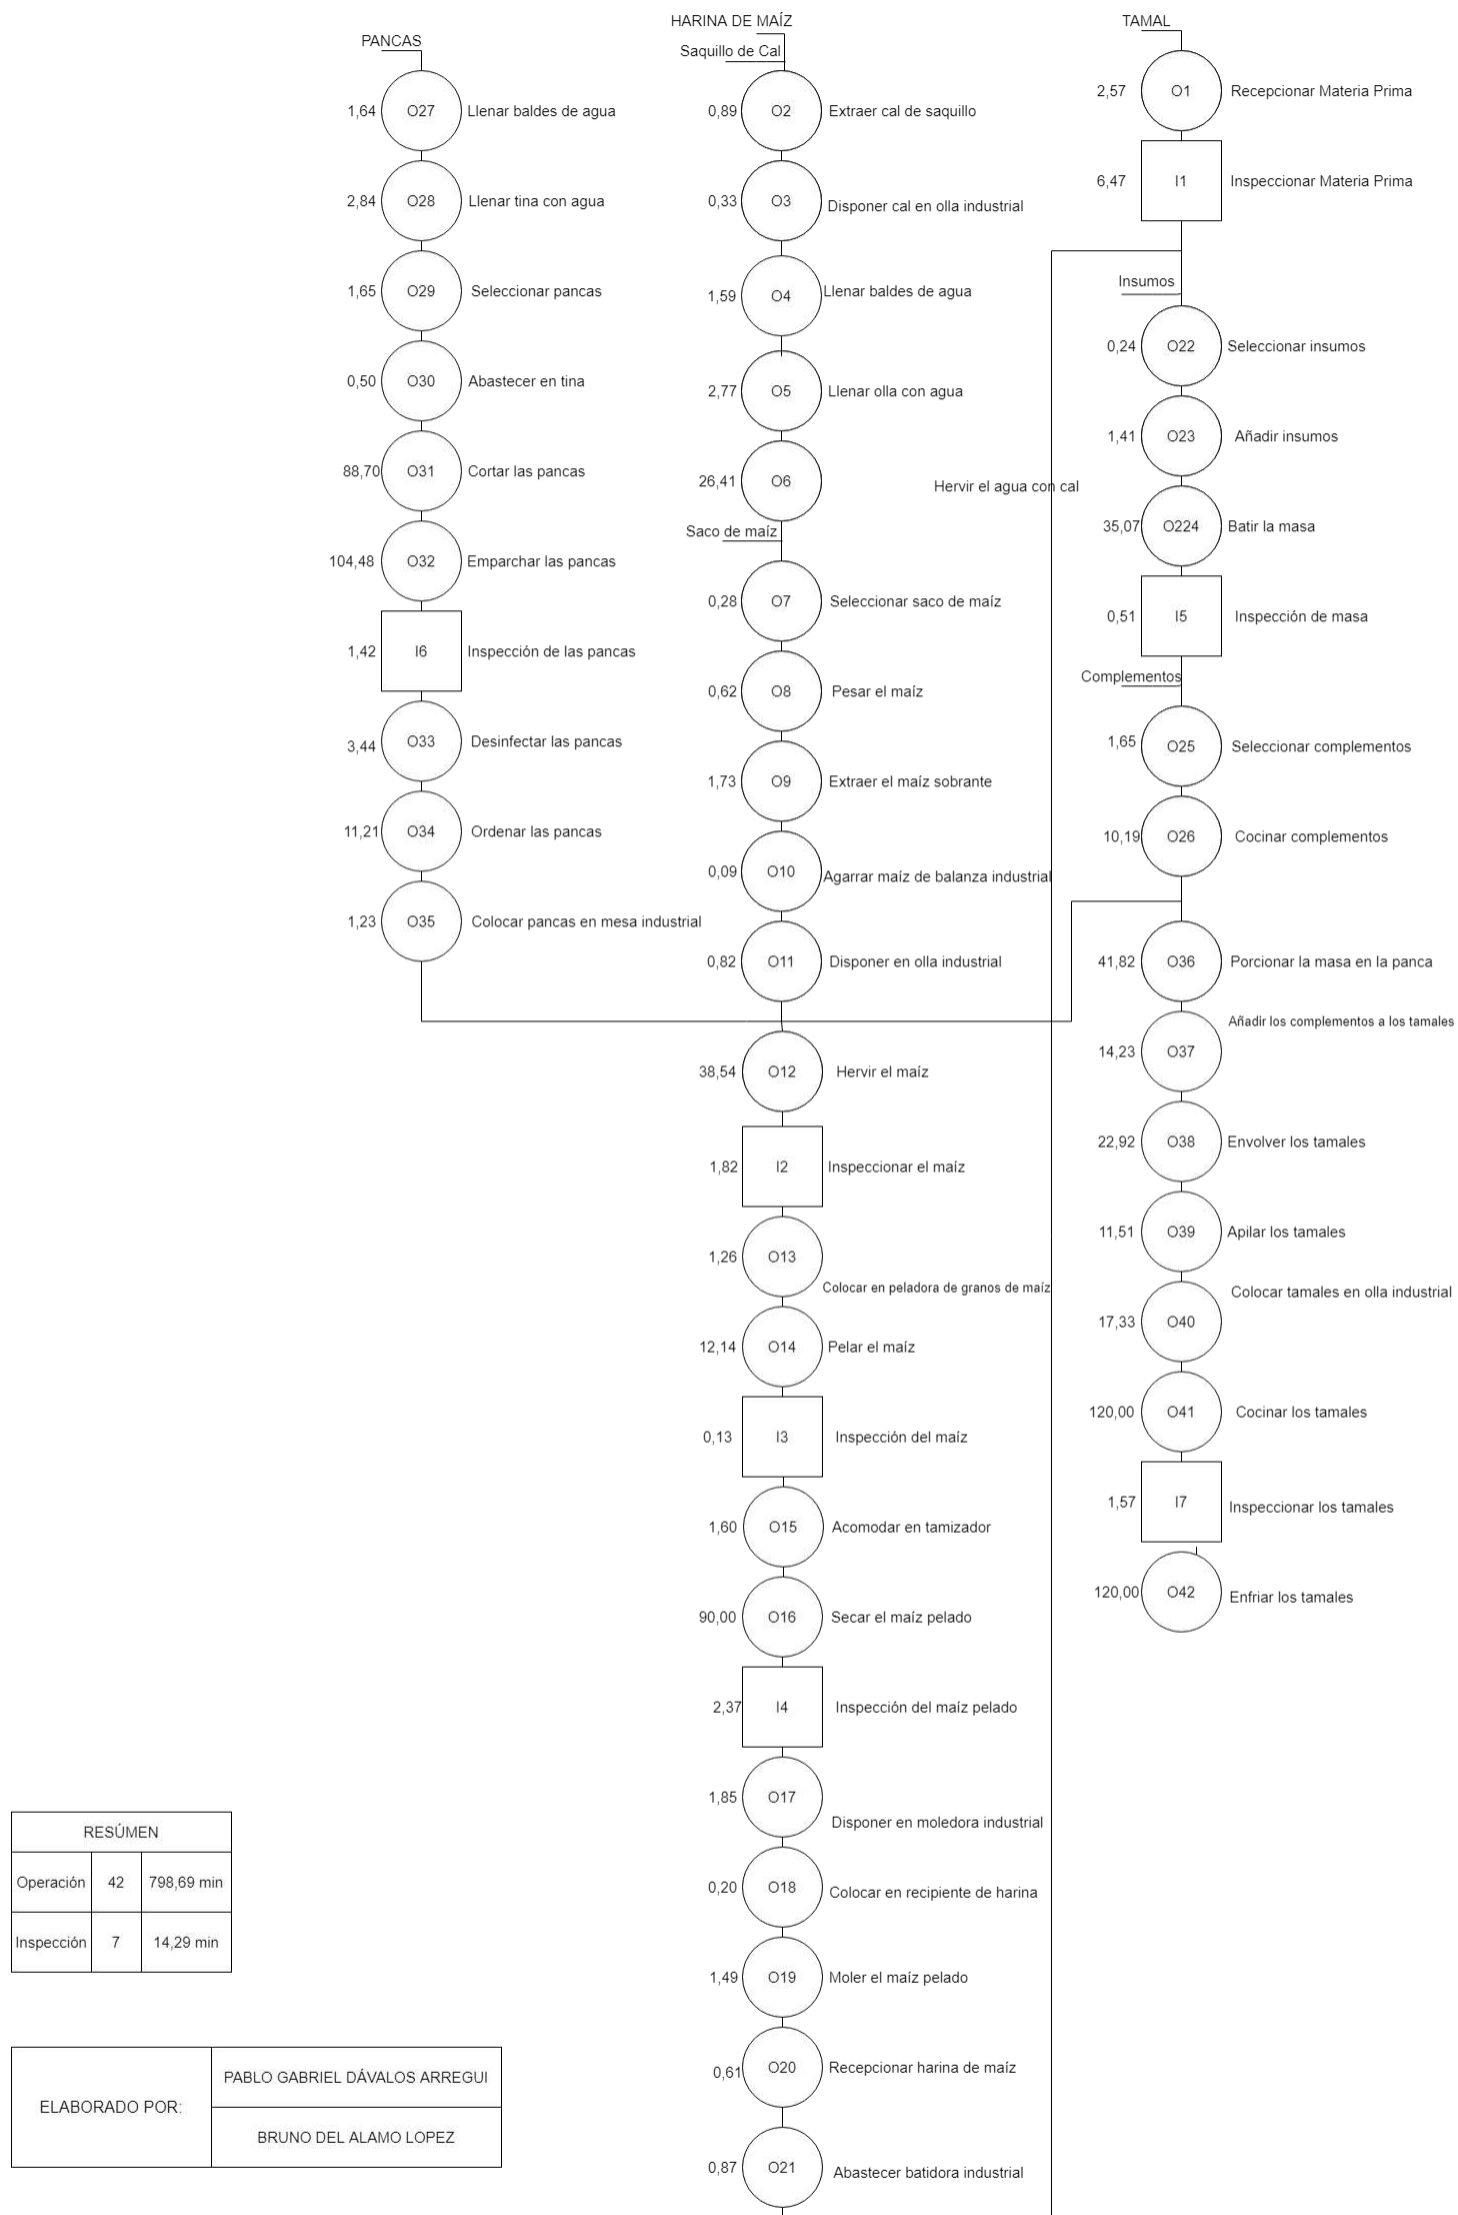 PANCAS
1,64 O27 Llenar baldes de agua
2,84 O28 Llenar tina con agua
1,65 O29 Seleccionar pancas
0,50 O30 Abastecer en tina
88,70 O31 Cortar las pancas
104,48 O32 Emparchar las pancas
1,42 I6 Inspección de las pancas
3,44 O33 Desinfectar las pancas
11,21 O34 Ordenar las pancas
1,23 O35 Colocar pancas en mesa industrial
HARINA DE MAÍZ
Saquillo de Cal
0,89 O2 Extraer cal de saquillo
0,33 O3 Disponer cal en olla industrial
1,59 O4 Llenar baldes de agua
2,77 O5 Llenar olla con agua
26,41 O6 Hervir el agua con cal
Saco de maíz
0,28 O7 Seleccionar saco de maíz
0,62 O8 Pesar el maíz
1,73 O9 Extraer el maíz sobrante
0,09 O10 Agarrar maíz de balanza industrial
0,82 O11 Disponer en olla industrial
38,54 O12 Hervir el maíz
1,82 I2 Inspeccionar el maíz
1,26 O13 Colocar en peladora de granos de maíz
12,14 O14 Pelar el maíz
0,13 I3 Inspección del maíz
1,60 O15 Acomodar en tamizador
90,00 O16 Secar el maíz pelado
2,37 I4 Inspección del maíz pelado
1,85 O17 Disponer en moledora industrial
0,20 O18 Colocar en recipiente de harina
1,49 O19 Moler el maíz pelado
0,61 O20 Recepcionar harina de maíz
0,87 O21 Abastecer batidora industrial
TAMAL
2,57 O1 Recepcionar Materia Prima
6,47 I1 Inspeccionar Materia Prima
Insumos
0,24 O22 Seleccionar insumos
1,41 O23 Añadir insumos
35,07 O224 Batir la masa
0,51 I5 Inspección de masa
Complementos
1,65 O25 Seleccionar complementos
10,19 O26 Cocinar complementos
41,82 O36 Porcionar la masa en la panca
14,23 O37 Añadir los complementos a los tamales
22,92 O38 Envolver los tamales
11,51 O39 Apilar los tamales
17,33 O40 Colocar tamales en olla industrial
120,00 O41 Cocinar los tamales
1,57 I7 Inspeccionar los tamales
120,00 O42 Enfriar los tamales
RESÚMEN
Operación 42 798,69 min
Inspección 7 14,29 min
ELABORADO POR:
PABLO GABRIEL DÁVALOS ARREGUI
BRUNO DEL ALAMO LOPEZ